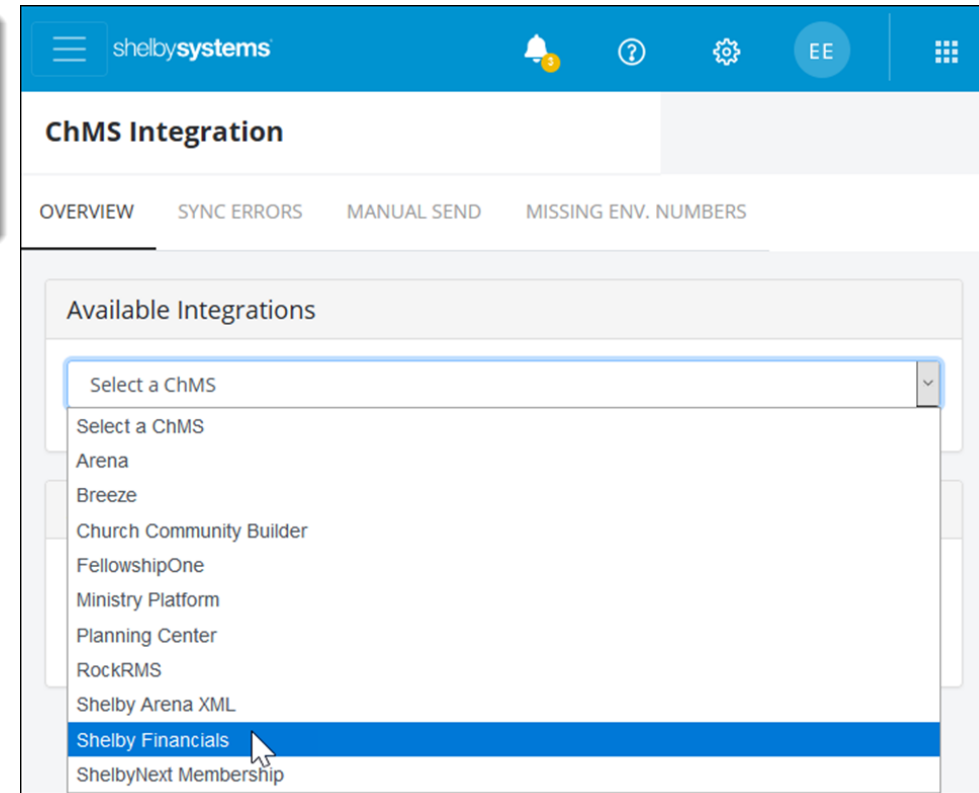 shelbysystems
3
EE
ChMS Integration
OVERVIEW SYNC ERRORS MANUAL SEND MISSING ENV. NUMBERS
Available Integrations
Select a ChMS
Select a ChMS
Arena
Breeze
Church Community Builder
FellowshipOne
Ministry Platform
Planning Center
RockRMS
Shelby Arena XML
Shelby Financials
ShelbyNext Membership